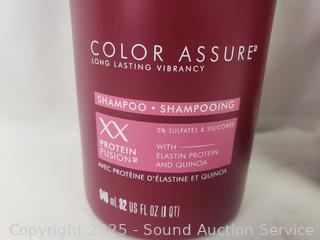 COLOR ASSURE
LONG LASTING VIBRANCY
SHAMPOO • SHAMPOOING
XX
PROTEIN
FUSION
0% SULFATES & SILICONES
WITH
ELASTIN PROTEIN
AND QUINOA
AVEC PROTÉINE D'ÉLASTINE ET QUINOA
946 mL 32 US FL OZ (1 QT)
Copyright 2025 - Sound Auction Service